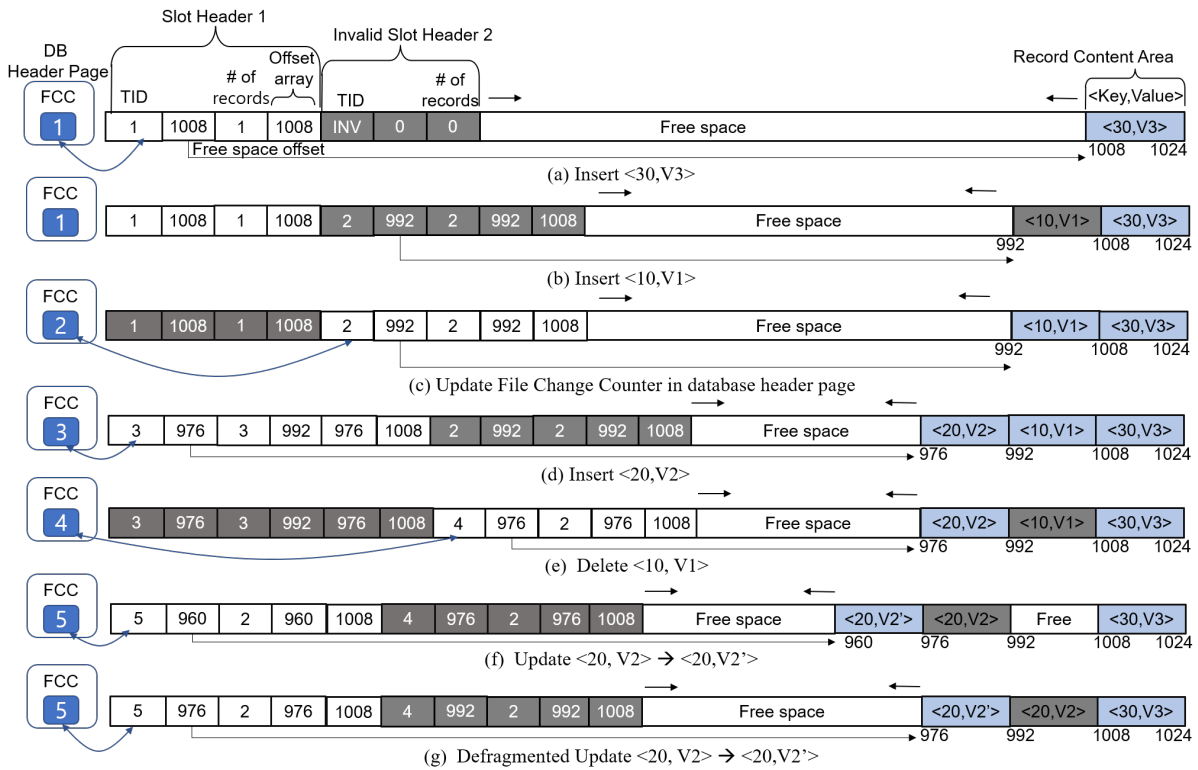 Slot Header 1
Invalid Slot Header 2
DB
Header Page
Offset
array
# of
records
# of
records
Record Content Area
FCC
TID
TID
<Key,Value>
1 1 1008 1 1008 INV 0 0 Free space <30,V3>
Free space offset
1008 1024
(a) Insert <30,V3>
FCC
1 1 1008 1 1008 2 992 2 992 1008 Free space <10,V1> <30,V3>
992 1008 1024
(b) Insert <10,V1>
FCC
2 1 1008 1 1008 2 992 2 992 1008 Free space <10,V1> <30,V3>
992 1008 1024
(c) Update File Change Counter in database header page
FCC
3 3 976 3 992 976 1008 2 992 2 992 1008 Free space <20,V2> <10,V1> <30,V3>
976 992 1008 1024
(d) Insert <20,V2>
FCC
4 3 976 3 992 976 1008 4 976 2 976 1008 Free space <20,V2> <10,V1> <30,V3>
976 992 1008 1024
(e) Delete <10, V1>
FCC
5 5 960 2 960 1008 4 976 2 976 1008 Free space <20,V2'> <20,V2> Free <30,V3>
960 976 992 1008 1024
(f) Update <20, V2> → <20,V2’>
FCC
5 5 976 2 976 1008 4 992 2 992 1008 Free space <20,V2'> <20,V2> <30,V3>
976 992 1008 1024
(g) Defragmented Update <20, V2> → <20,V2’>